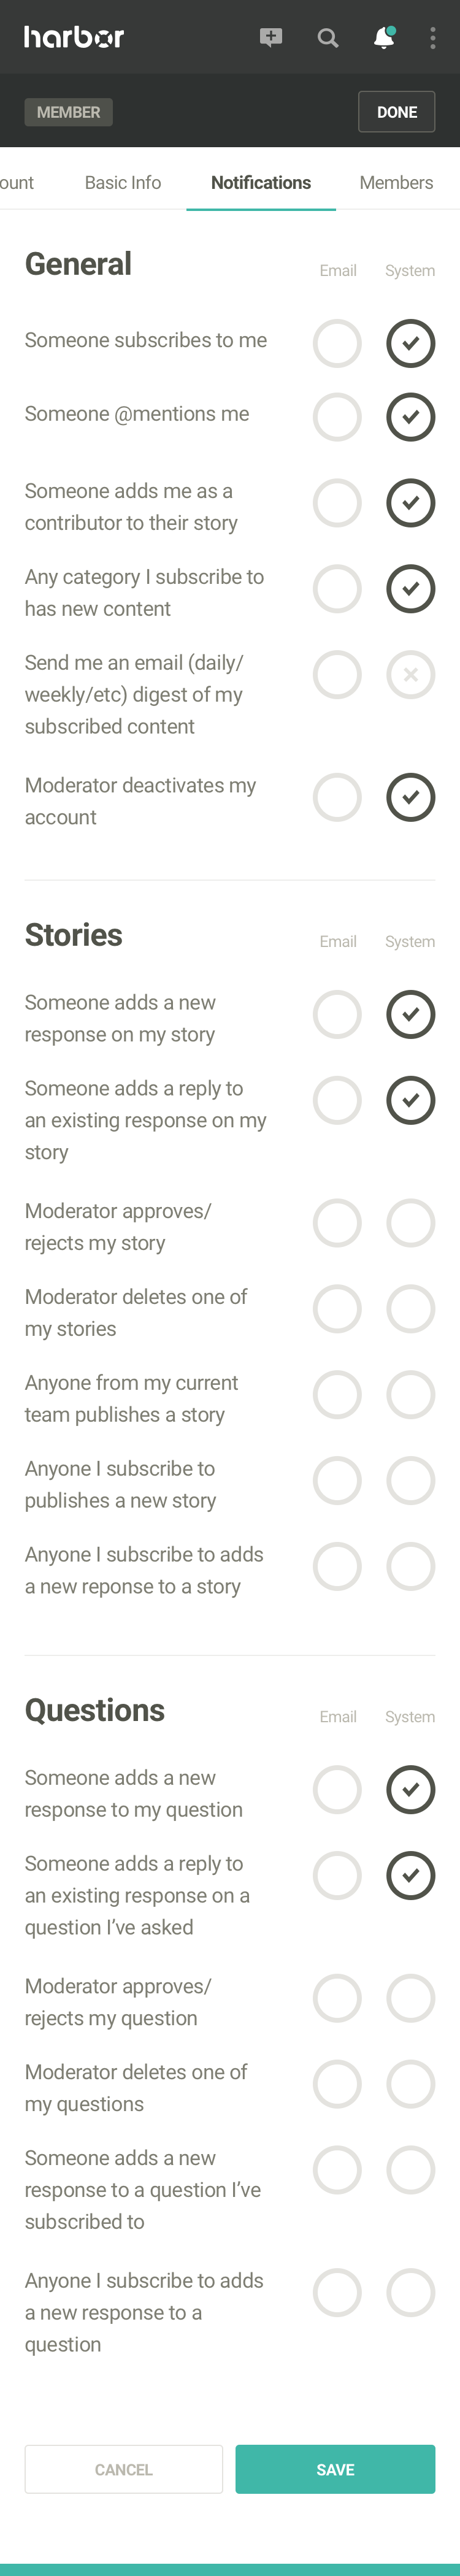 harbor
MEMBER
DONE
ount
Basic Info
Notifications
Members
General
Email
System
Someone subscribes to me
Someone @mentions me
Someone adds me as a
contributor to their story
Any category I subscribe to
has new content
Send me an email (daily/
weekly/etc) digest of my
subscribed content
Moderator deactivates my
account
Stories
Email
System
Someone adds a new
response on my story
Someone adds a reply to
an existing response on my
story
Moderator approves/
rejects my story
Moderator deletes one of
my stories
Anyone from my current
team publishes a story
Anyone I subscribe to
publishes a new story
Anyone I subscribe to adds
a new reponse to a story
Questions
Email
System
Someone adds a new
response to my question
Someone adds a reply to
an existing response on a
question I’ve asked
Moderator approves/
rejects my question
Moderator deletes one of
my questions
Someone adds a new
response to a question I’ve
subscribed to
Anyone I subscribe to adds
a new response to a
question
CANCEL
SAVE